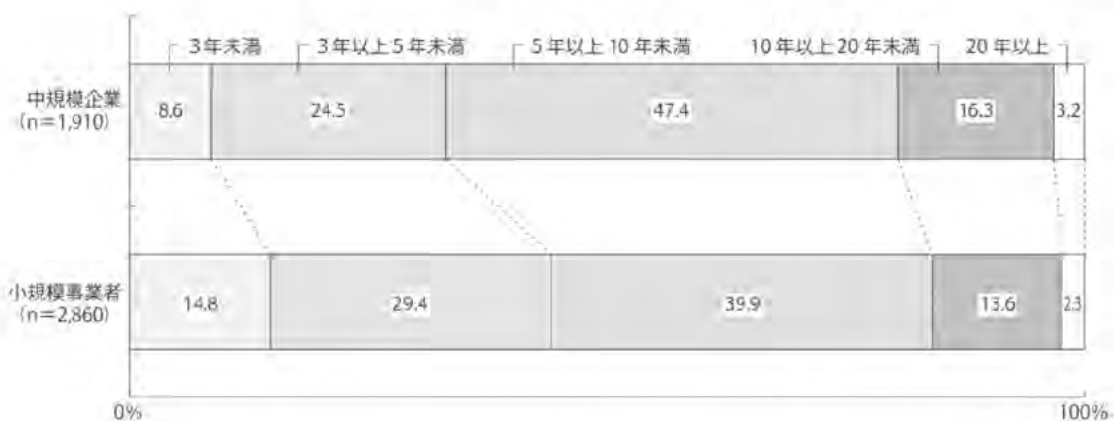 3年未満 3年以上5年未満 5年以上10年未満 10年以上20年未満 20年以上
中規模企業
(n=1,910)
8.6 24.5 47.4 16.3 3.2
小規模事業者
(n=2,860)
14.8 29.4 39.9 13.6 2.3
0% 100%